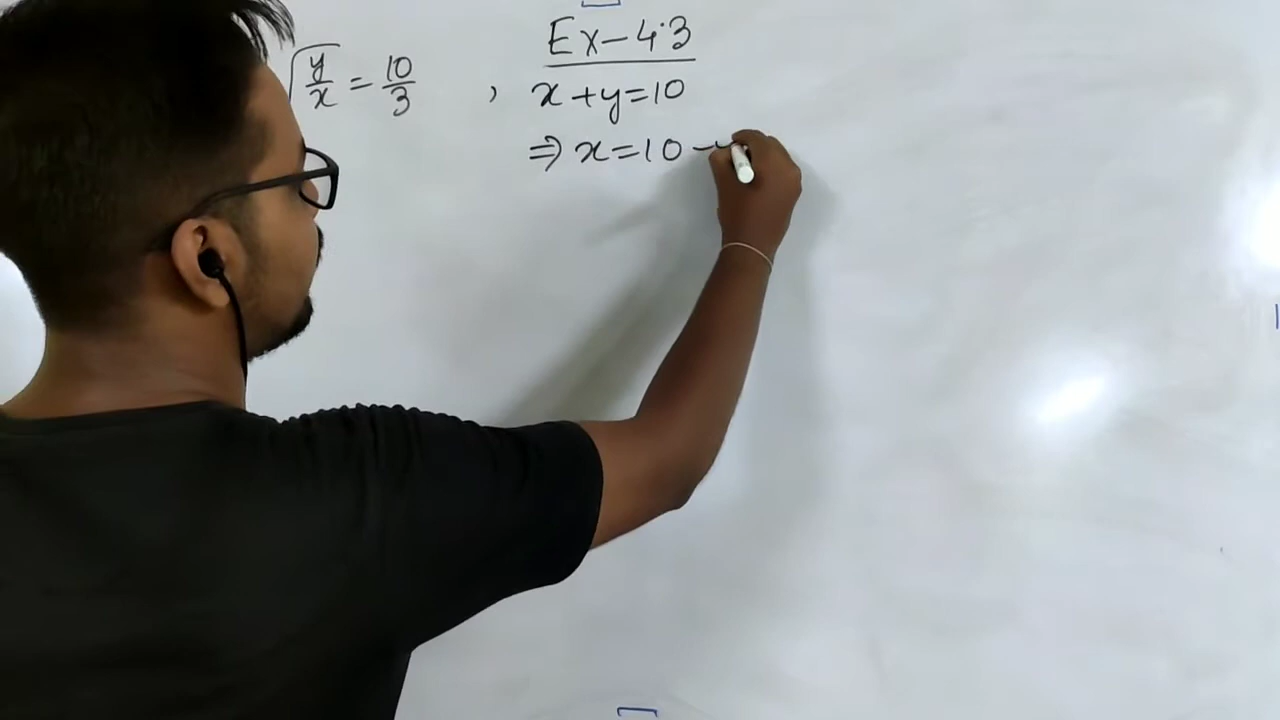 Ex-4.3
√y/x = 10/3 , x+y=10
⇒ x=10-